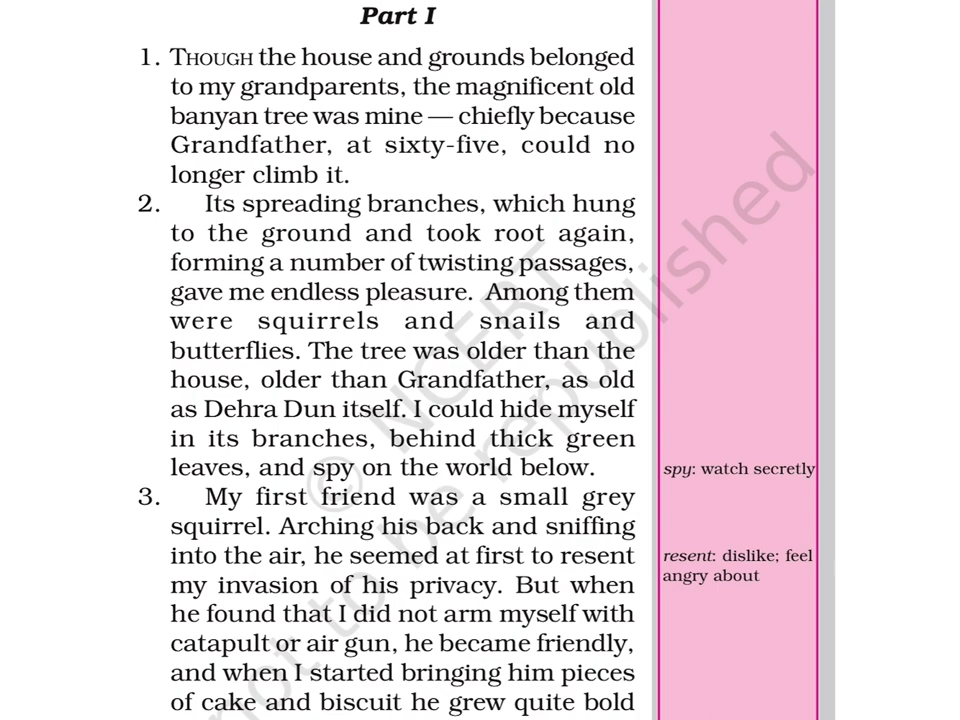 Part I
1. THOUGH the house and grounds belonged
to my grandparents, the magnificent old
banyan tree was mine — chiefly because
Grandfather, at sixty-five, could no
longer climb it.
2. Its spreading branches, which hung
to the ground and took root again,
forming a number of twisting passages,
gave me endless pleasure. Among them
were squirrels and snails and
butterflies. The tree was older than the
house, older than Grandfather, as old
as Dehra Dun itself. I could hide myself
in its branches, behind thick green
leaves, and spy on the world below.
spy: watch secretly
3. My first friend was a small grey
squirrel. Arching his back and sniffing
into the air, he seemed at first to resent
my invasion of his privacy. But when
he found that I did not arm myself with
catapult or air gun, he became friendly,
and when I started bringing him pieces
of cake and biscuit he grew quite bold
resent: dislike; feel
angry about
© NCERT
not to be republished